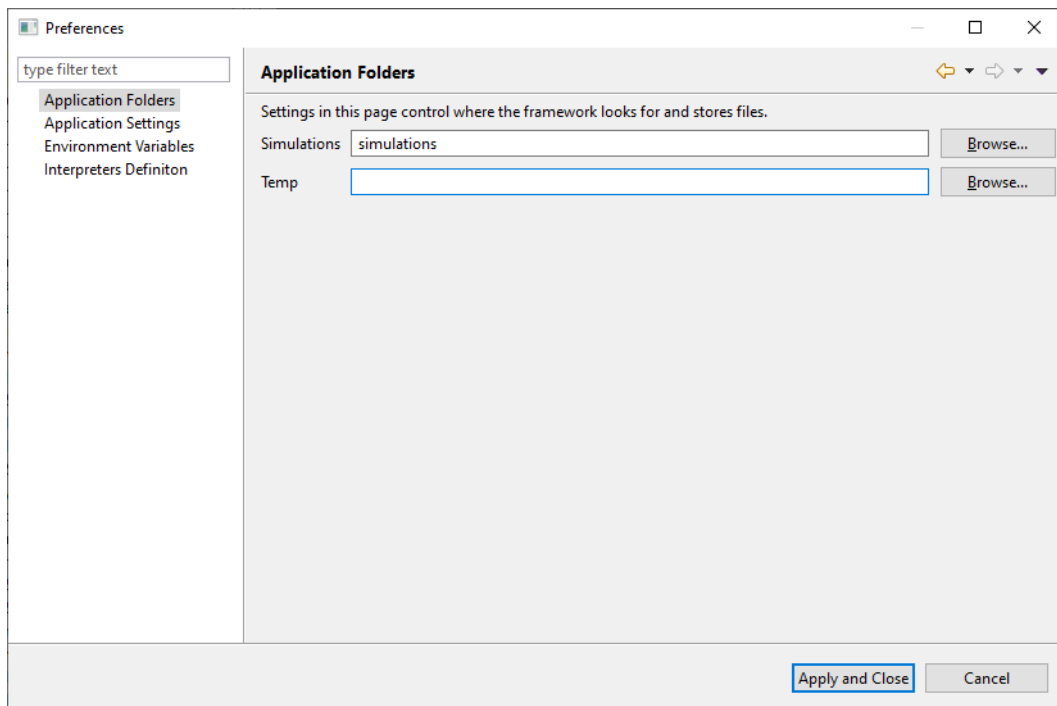 Preferences
type filter text
Application Folders
Application Settings
Environment Variables
Interpreters Definiton
Application Folders
Settings in this page control where the framework looks for and stores files.
Simulations simulations Browse...
Temp Browse...
Apply and Close Cancel